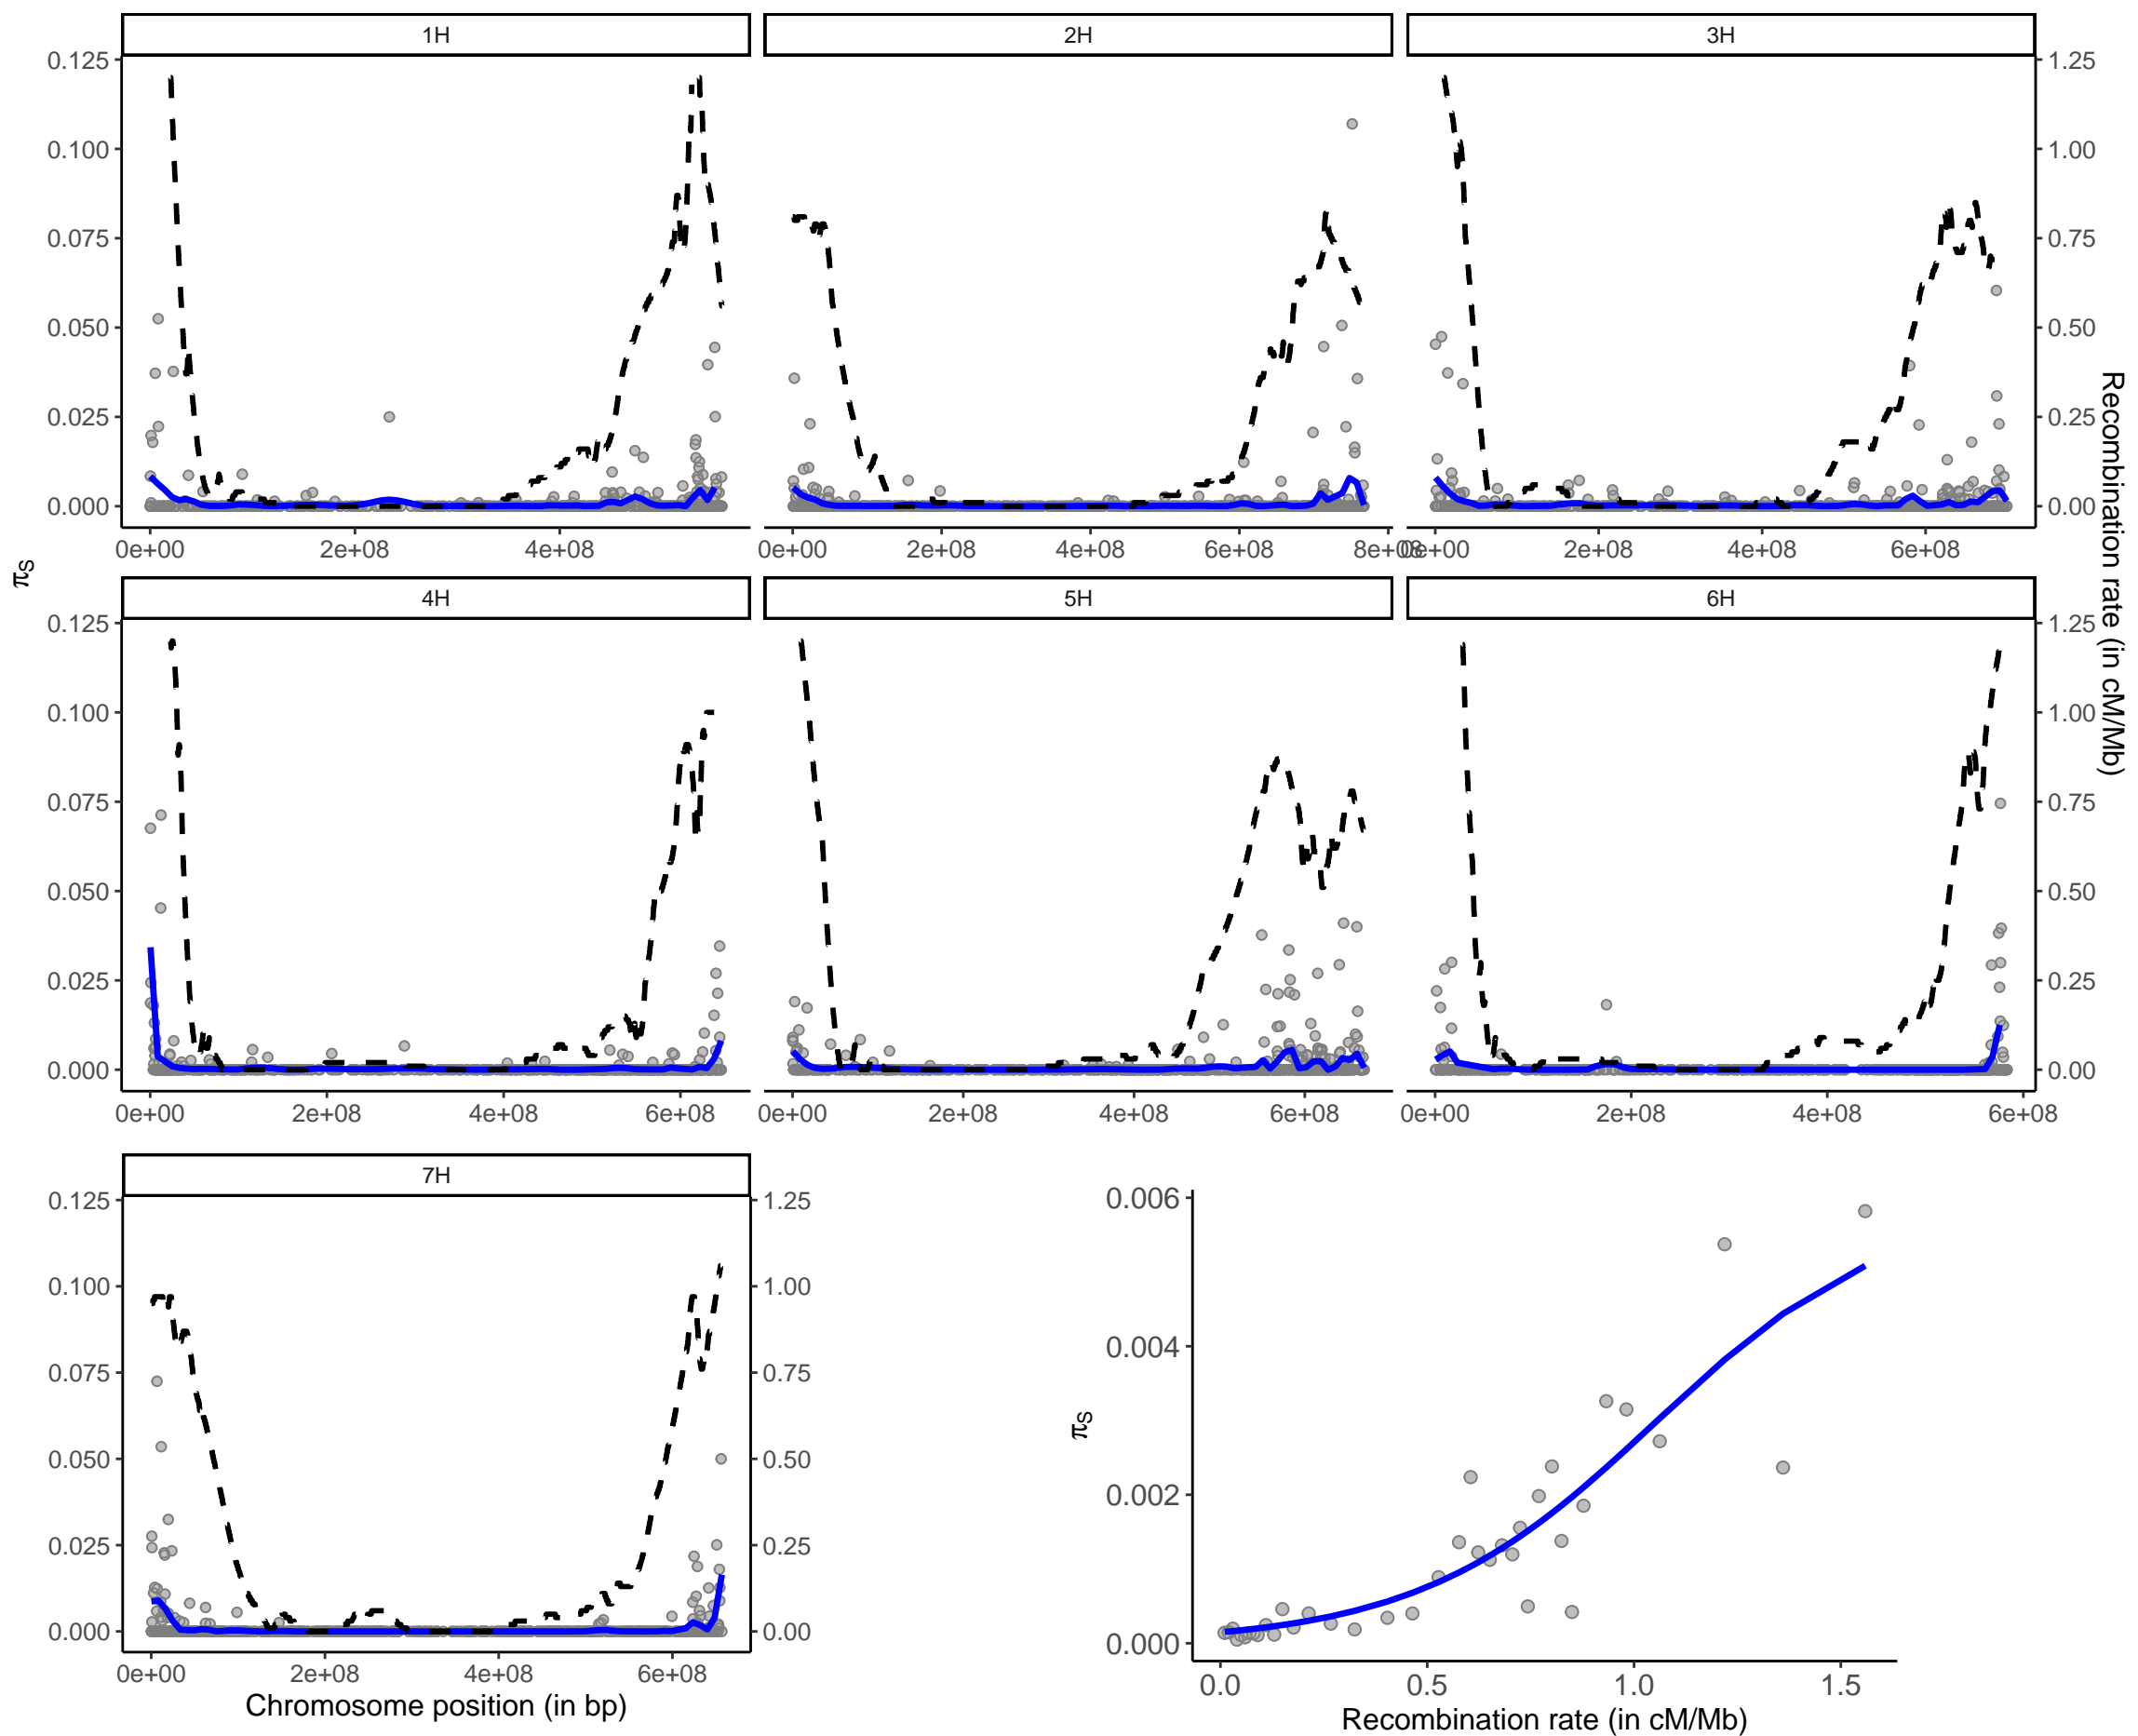 1H 2H 3H
0.125 1.25
0.100 1.00
0.075 0.75
0.050 0.50
0.025 0.25
0.000 0.00
0e+00 2e+08 4e+08 0e+00 2e+08 4e+08 6e+08 8e+08 0e+00 2e+08 4e+08 6e+08
πS
Recombination rate (in cM/Mb)
4H 5H 6H
0.125 1.25
0.100 1.00
0.075 0.75
0.050 0.50
0.025 0.25
0.000 0.00
0e+00 2e+08 4e+08 6e+08 0e+00 2e+08 4e+08 6e+08 0e+00 2e+08 4e+08 6e+08
7H
0.125 1.25
0.100 1.00
0.075 0.75
0.050 0.50
0.025 0.25
0.000 0.00
0e+00 2e+08 4e+08 6e+08
Chromosome position (in bp)
0.006
0.004
πS
0.002
0.000
0.0 0.5 1.0 1.5
Recombination rate (in cM/Mb)